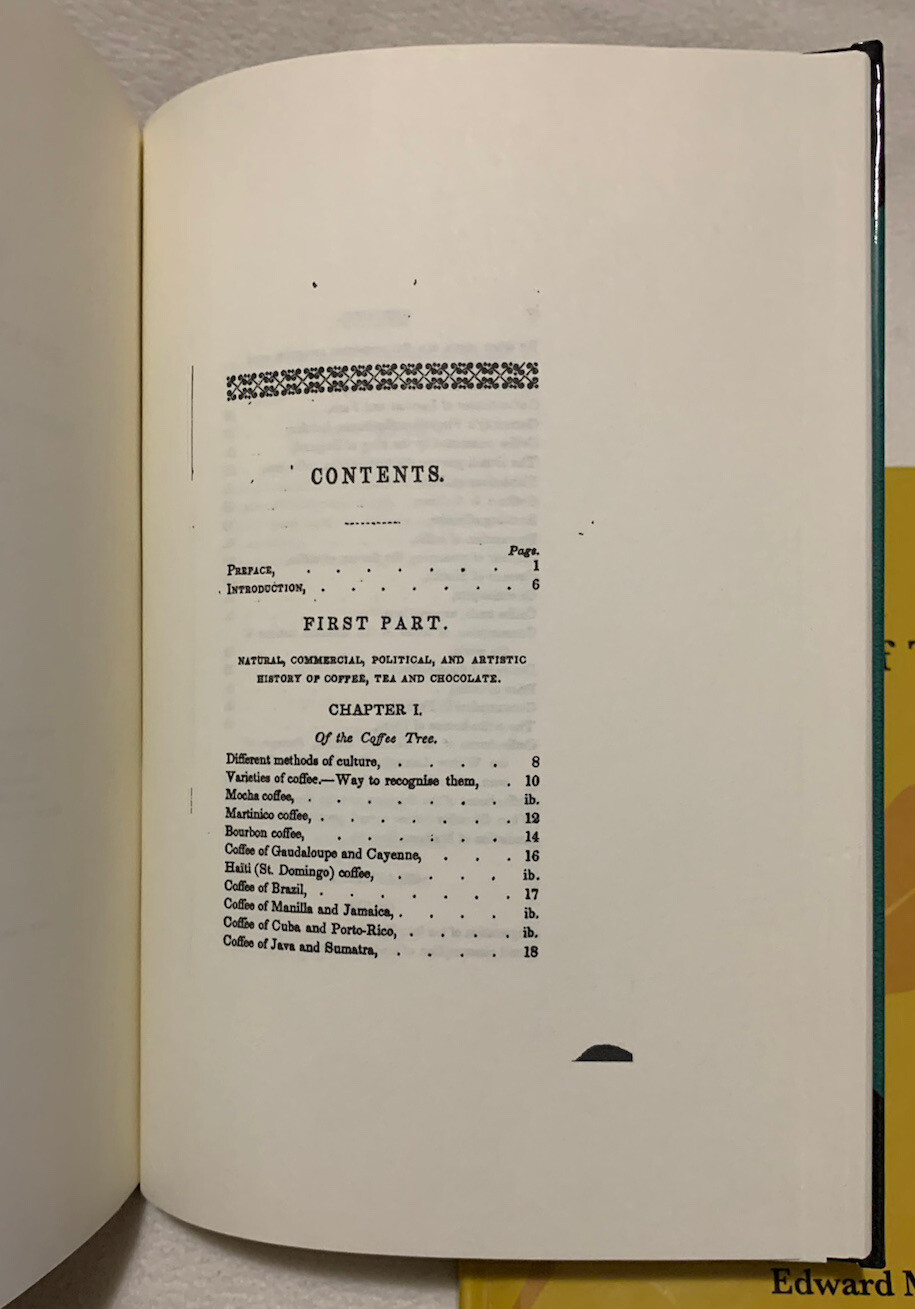 CONTENTS.
Page.
PREFACE, . . . . . . . 1
INTRODUCTION, . . . . . . . 6
FIRST PART.
NATURAL, COMMERCIAL, POLITICAL, AND ARTISTIC
HISTORY OF COFFEE, TEA AND CHOCOLATE.
CHAPTER I.
Of the Coffee Tree.
Different methods of culture, . . . . 8
Varieties of coffee.—Way to recognise them, . 10
Mocha coffee, . . . . . . . ib.
Martinico coffee, . . . . . . . 12
Bourbon coffee, . . . . . . 14
Coffee of Gaudaloupe and Cayenne, . . . 16
Haïti (St. Domingo) coffee, . . . . ib.
Coffee of Brazil, . . . . . . . 17
Coffee of Manilla and Jamaica, . . . . ib.
Coffee of Cuba and Porto-Rico, . . . . ib.
Coffee of Java and Sumatra, . . . . 18
Edward